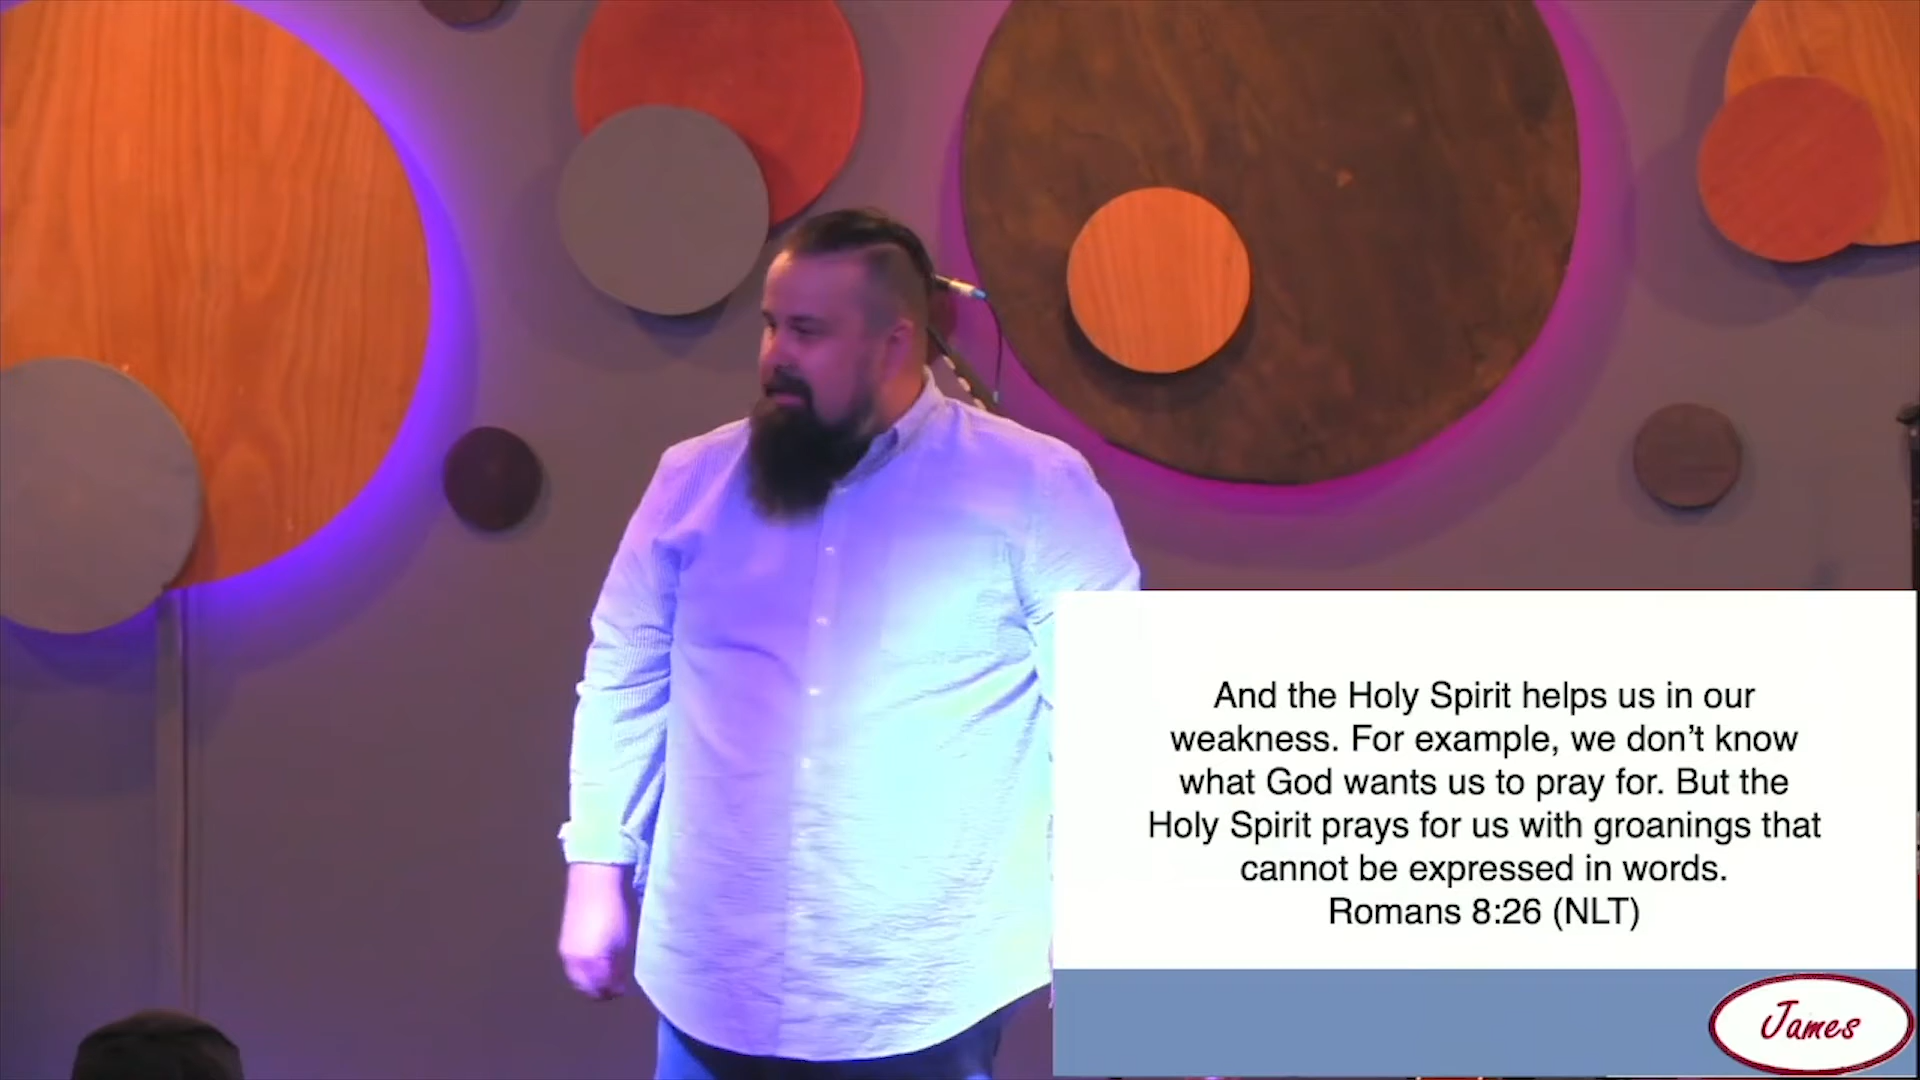 And the Holy Spirit helps us in our
weakness. For example, we don’t know
what God wants us to pray for. But the
Holy Spirit prays for us with groanings that
cannot be expressed in words.
Romans 8:26 (NLT)
James